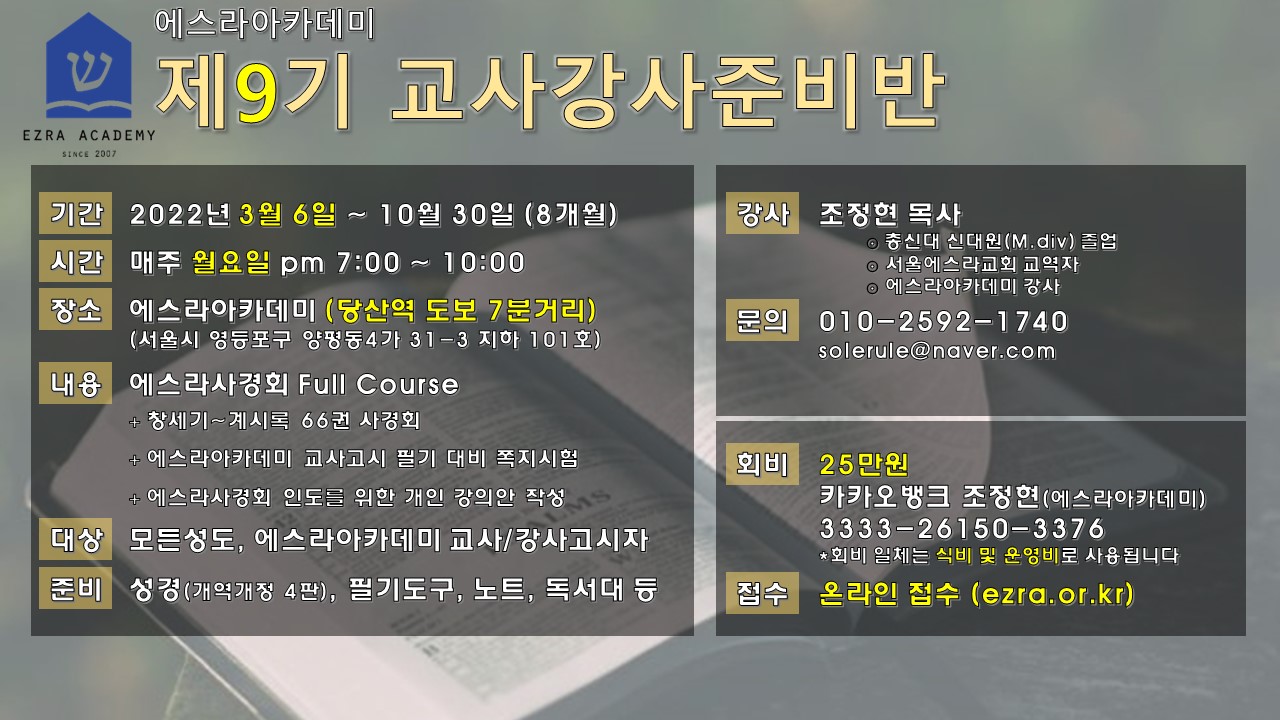 에스라아카데미
제9기 교사강사준비반
ש
EZRA ACADEMY
SINCE 2007
기간 2022년 3월 6일 ~ 10월 30일 (8개월)
시간 매주 월요일 pm 7:00 ~ 10:00
장소 에스라아카데미 (당산역 도보 7분거리)
(서울시 영등포구 양평동4가 31-3 지하 101호)
내용 에스라사경회 Full Course
+ 창세기~계시록 66권 사경회
+ 에스라아카데미 교사고시 필기 대비 쪽지시험
+ 에스라사경회 인도를 위한 개인 강의안 작성
대상 모든성도, 에스라아카데미 교사/강사고시자
준비 성경(개역개정 4판), 필기도구, 노트, 독서대 등
강사 조정현 목사
⊙ 총신대 신대원(M.div) 졸업
⊙ 서울에스라교회 교역자
⊙ 에스라아카데미 강사
문의 010-2592-1740
solerule@naver.com
회비 25만원
카카오뱅크 조정현(에스라아카데미)
3333-26150-3376
*회비 일체는 식비 및 운영비로 사용됩니다
접수 온라인 접수 (ezra.or.kr)